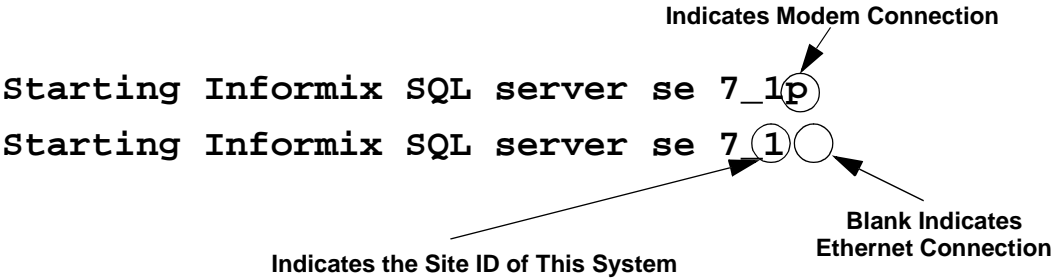 Indicates Modem Connection
Starting Informix SQL server se 7_1p
Starting Informix SQL server se 7_1
Blank Indicates
Ethernet Connection
Indicates the Site ID of This System